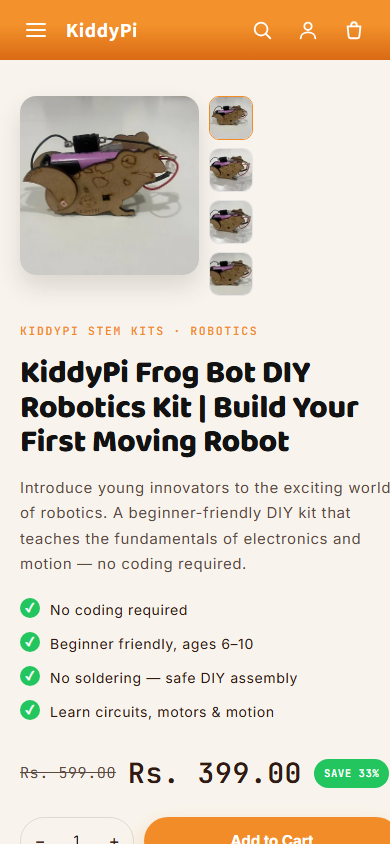 KiddyPi
KIDDYPI STEM KITS · ROBOTICS
KiddyPi Frog Bot DIY
Robotics Kit | Build Your
First Moving Robot
Introduce young innovators to the exciting world
of robotics. A beginner-friendly DIY kit that
teaches the fundamentals of electronics and
motion — no coding required.
No coding required
Beginner friendly, ages 6–10
No soldering — safe DIY assembly
Learn circuits, motors & motion
Rs. 599.00 Rs. 399.00 SAVE 33%
− 1 + Add to Cart